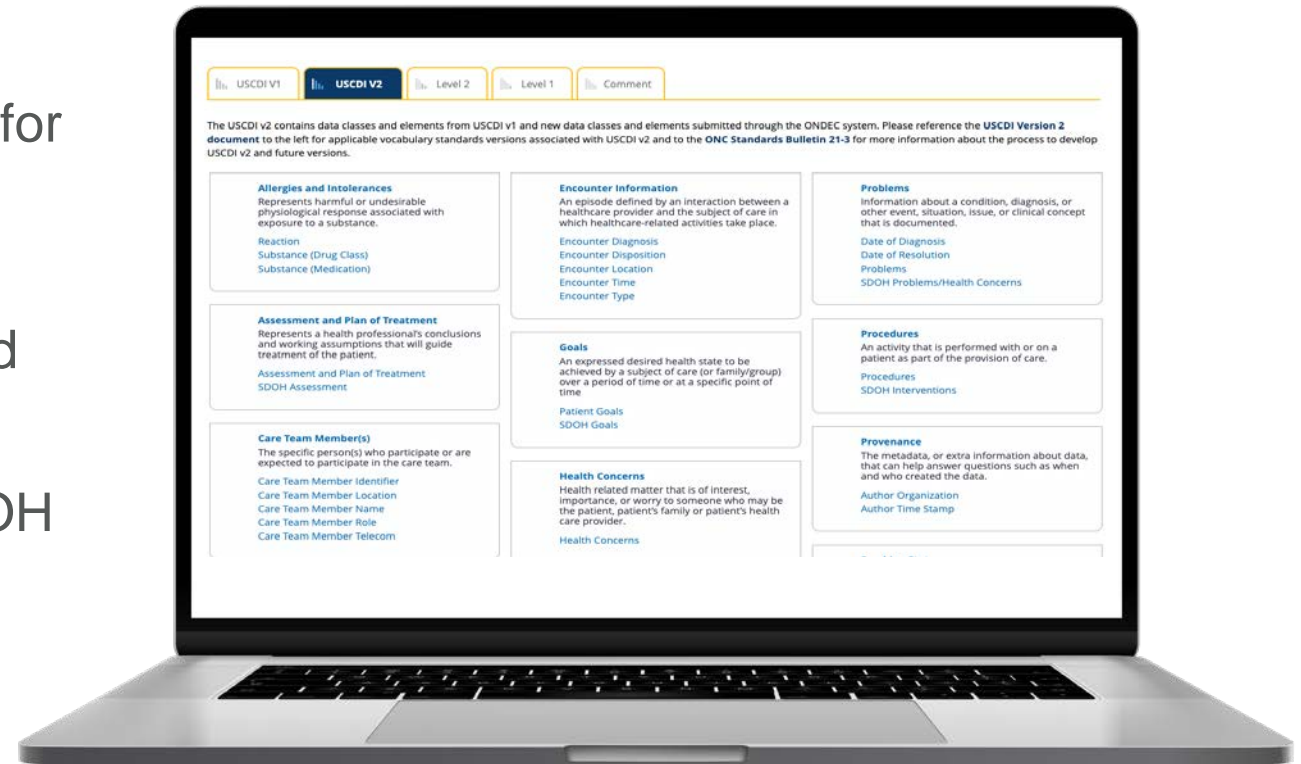 for
d
OH
USCDI V1
USCDI V2
Level 2
Level 1
Comment
The USCDI v2 contains data classes and elements from USCDI v1 and new data classes and elements submitted through the ONDEC system. Please reference the USCDI Version 2
document to the left for applicable vocabulary standards versions associated with USCDI v2 and to the ONC Standards Bulletin 21-3 for more information about the process to develop
USCDI v2 and future versions.
Allergies and Intolerances
Represents harmful or undesirable
physiological response associated with
exposure to a substance.
Reaction
Substance (Drug Class)
Substance (Medication)
Assessment and Plan of Treatment
Represents a health professional's conclusions
and working assumptions that will guide
treatment of the patient.
Assessment and Plan of Treatment
SDOH Assessment
Care Team Member(s)
The specific person(s) who participate or are
expected to participate in the care team.
Care Team Member Identifier
Care Team Member Location
Care Team Member Name
Care Team Member Role
Care Team Member Telecom
Encounter Information
An episode defined by an interaction between a
healthcare provider and the subject of care in
which healthcare-related activities take place.
Encounter Diagnosis
Encounter Disposition
Encounter Location
Encounter Time
Encounter Type
Goals
An expressed desired health state to be
achieved by a subject of care (or family/group)
over a period of time or at a specific point of
time
Patient Goals
SDOH Goals
Health Concerns
Health related matter that is of interest,
importance, or worry to someone who may be
the patient, patient's family or patient's health
care provider.
Health Concerns
Problems
Information about a condition, diagnosis, or
other event, situation, issue, or clinical concept
that is documented.
Date of Diagnosis
Date of Resolution
Problems
SDOH Problems/Health Concerns
Procedures
An activity that is performed with or on a
patient as part of the provision of care.
Procedures
SDOH Interventions
Provenance
The metadata, or extra information about data,
that can help answer questions such as when
and who created the data.
Author Organization
Author Time Stamp